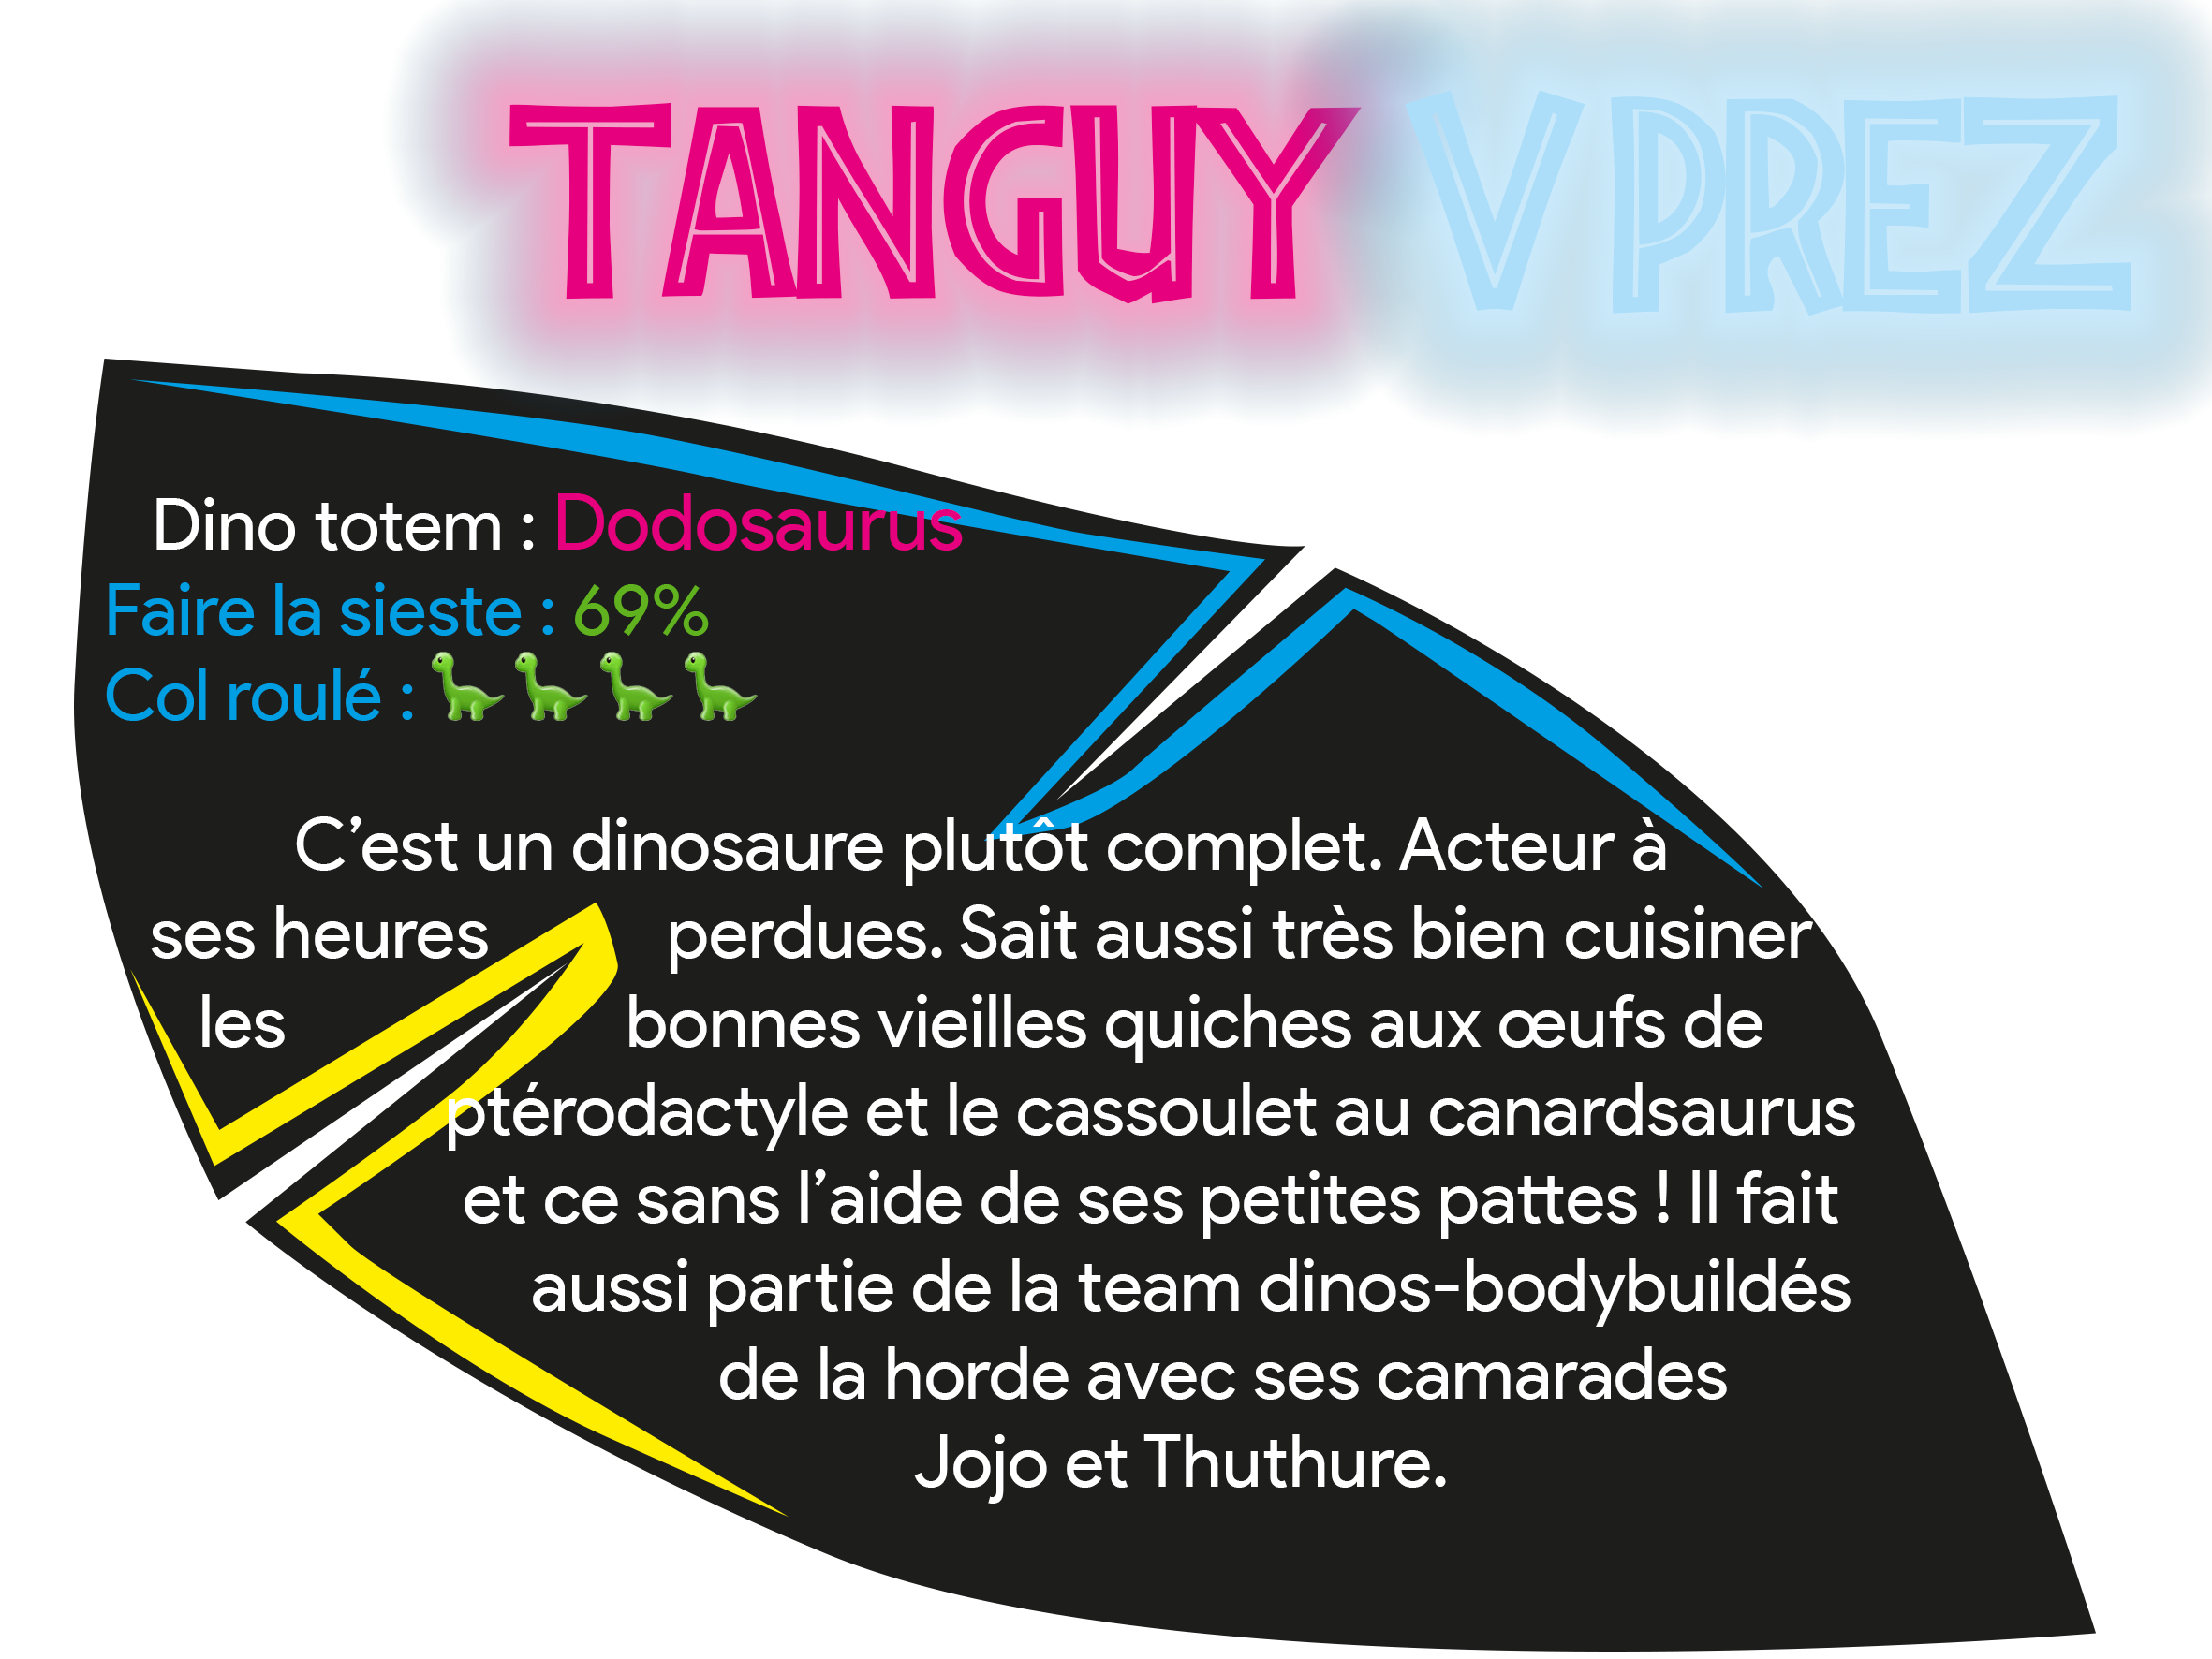 TANGUY V PREZ
Dino totem : Dodosaurus
Faire la sieste : 69%
Col roulé : 🦕🦕🦕🦕
C’est un dinosaure plutôt complet. Acteur à
ses heures perdues. Sait aussi très bien cuisiner
les bonnes vieilles quiches aux œufs de
ptérodactyle et le cassoulet au canardsaurus
et ce sans l’aide de ses petites pattes ! Il fait
aussi partie de la team dinos-bodybuildés
de la horde avec ses camarades
Jojo et Thuthure.